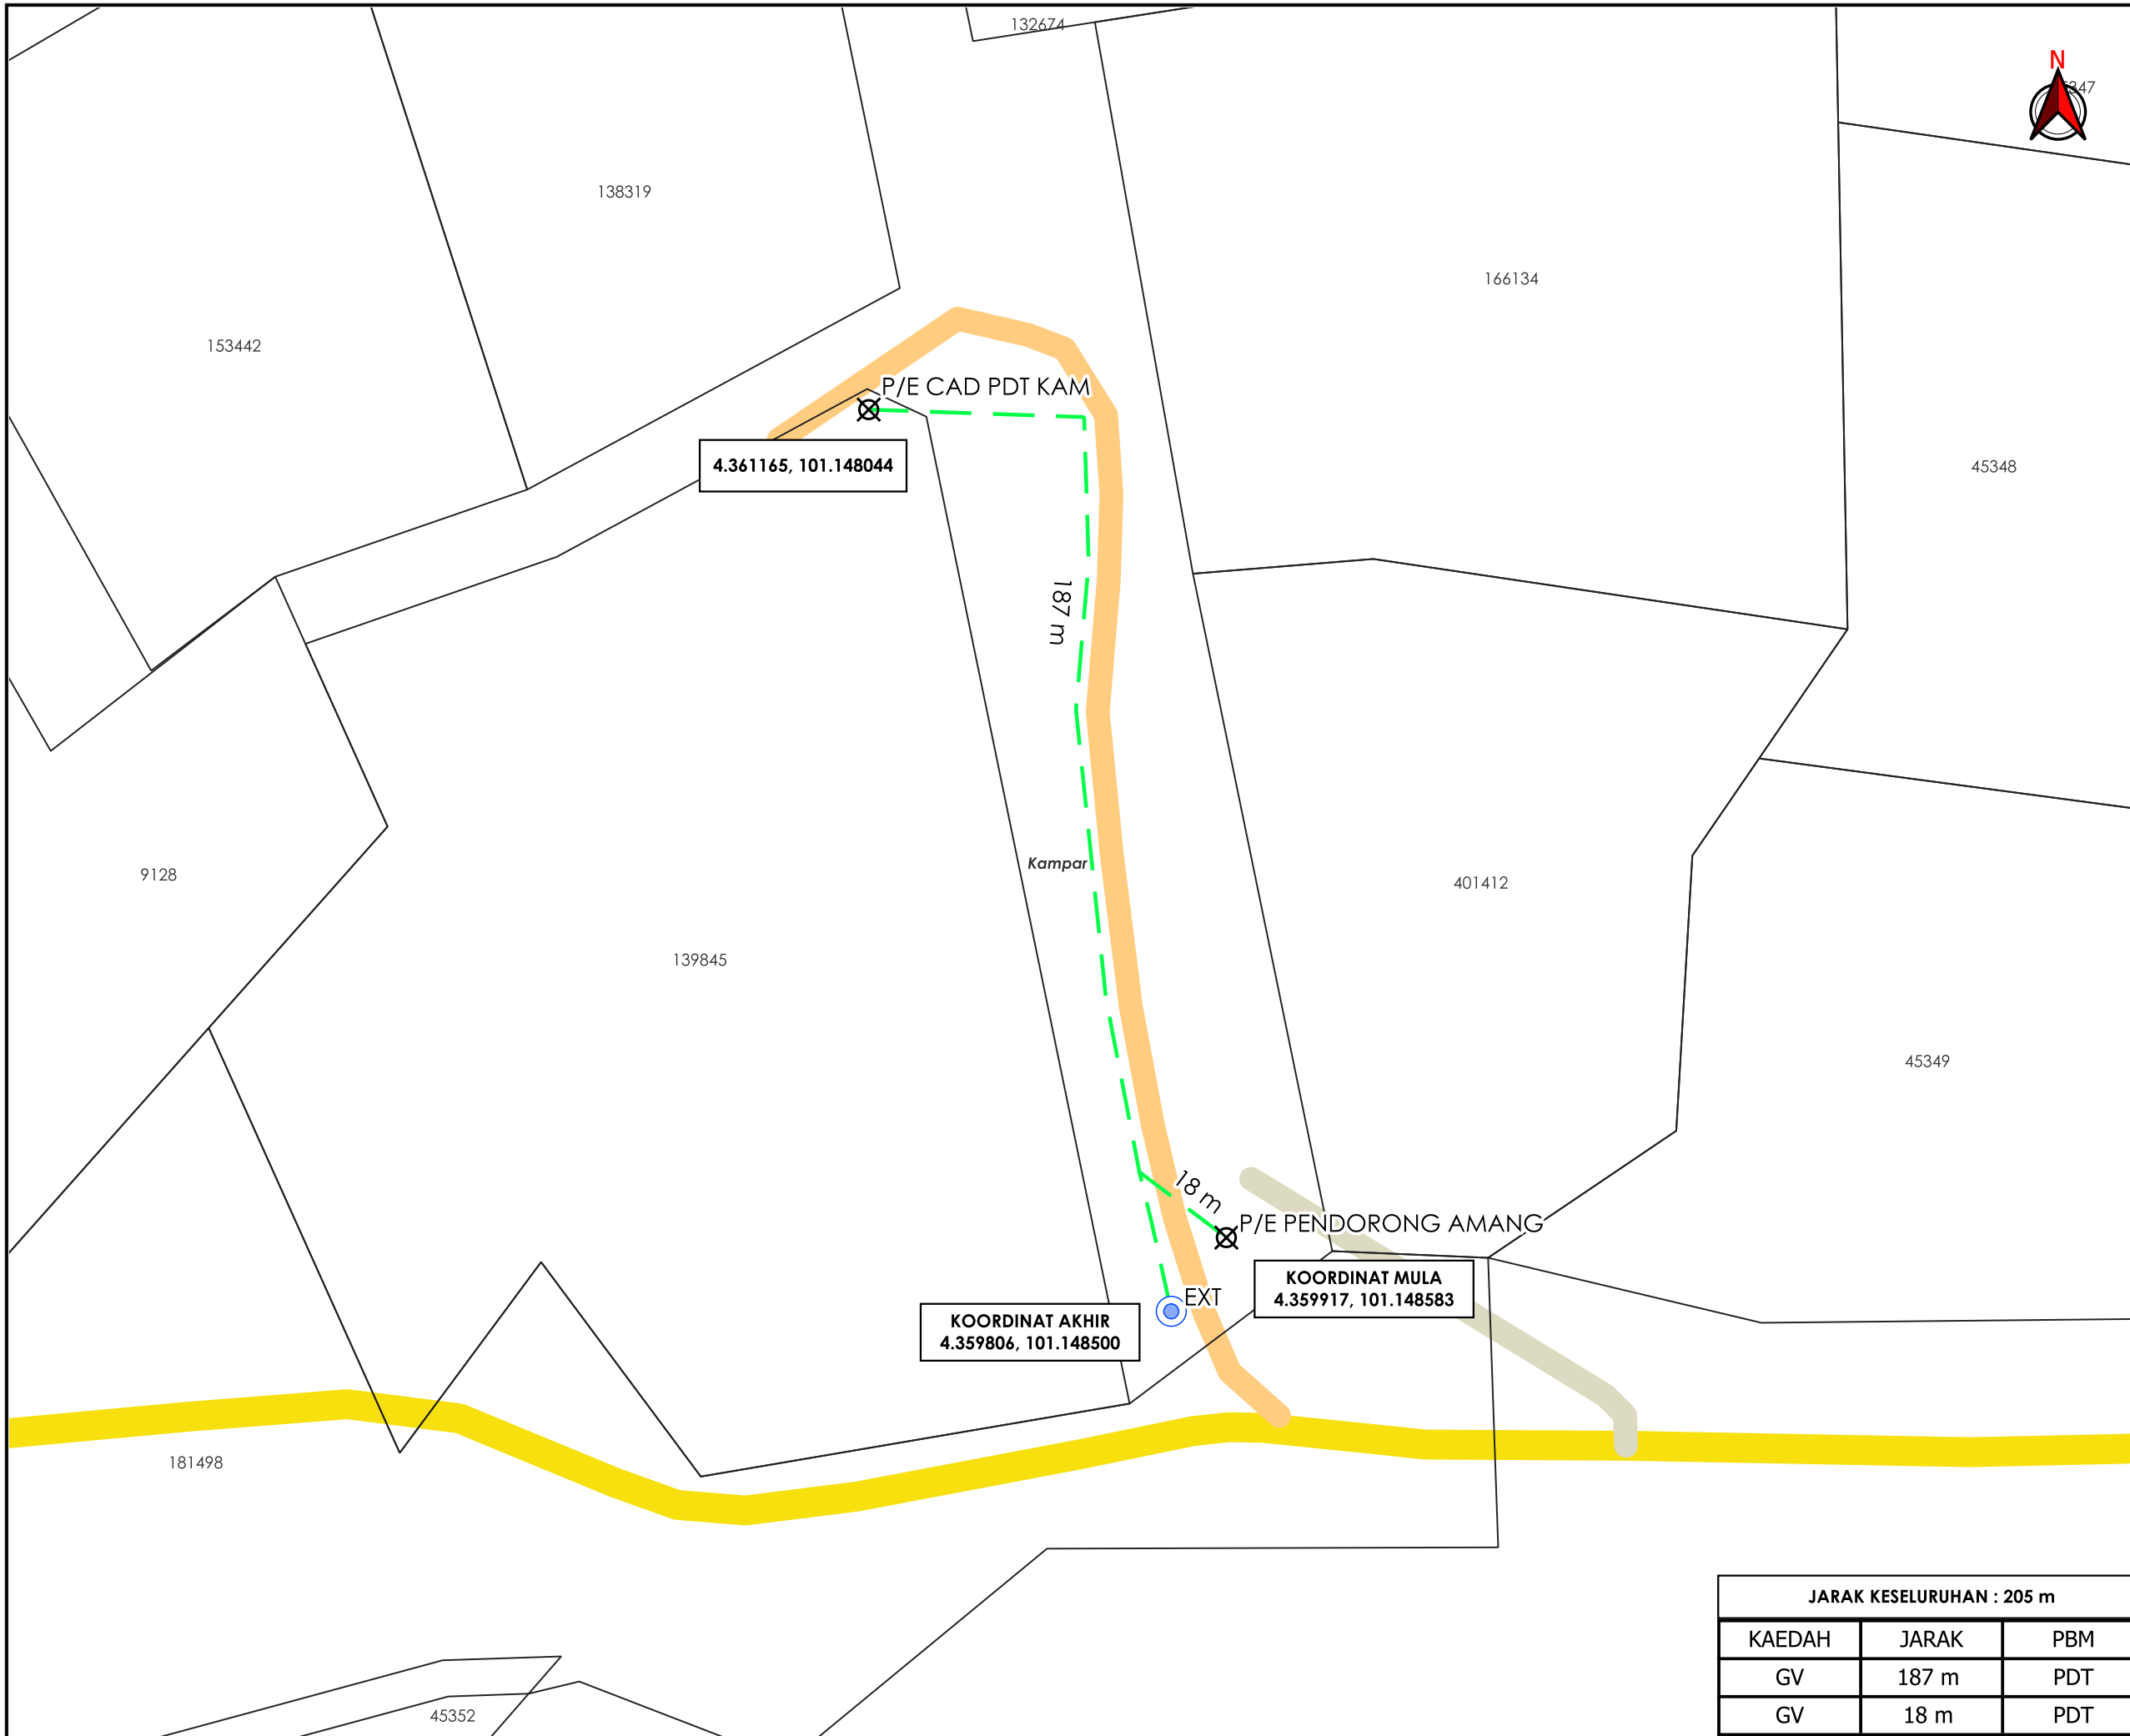 132674
N
138319
166134
153442
P/E CAD PDT KAM
4.361165, 101.148044
45348
187 m
Kampar
9128
401412
139845
45349
18 m
P/E PENDORONG AMANG
KOORDINAT MULA
4.359917, 101.148583
EXT
KOORDINAT AKHIR
4.359806, 101.148500
181498
JARAK KESELURUHAN : 205 m
KAEDAH JARAK PBM
GV 187 m PDT
GV 18 m PDT
45352